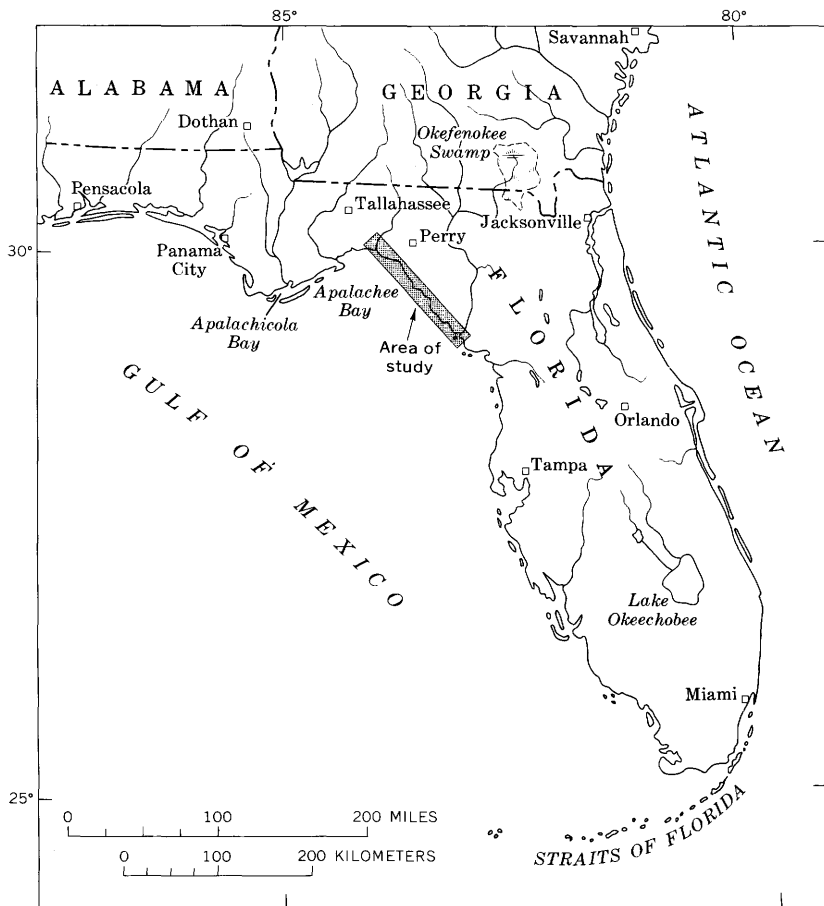 85°
80°
Savannah
ALABAMA
GEORGIA
Dothan
Okefenokee
Swamp
Pensacola
Tallahassee
Jacksonville
30°
Panama
City
Perry
ATLANTIC OCEAN
Apalachee
Bay
Apalachicola
Bay
Area of
study
FLORIDA
GULF OF MEXICO
Orlando
Tampa
Lake
Okeechobee
Miami
25°
0 100 200 MILES
0 100 200 KILOMETERS
STRAITS OF FLORIDA